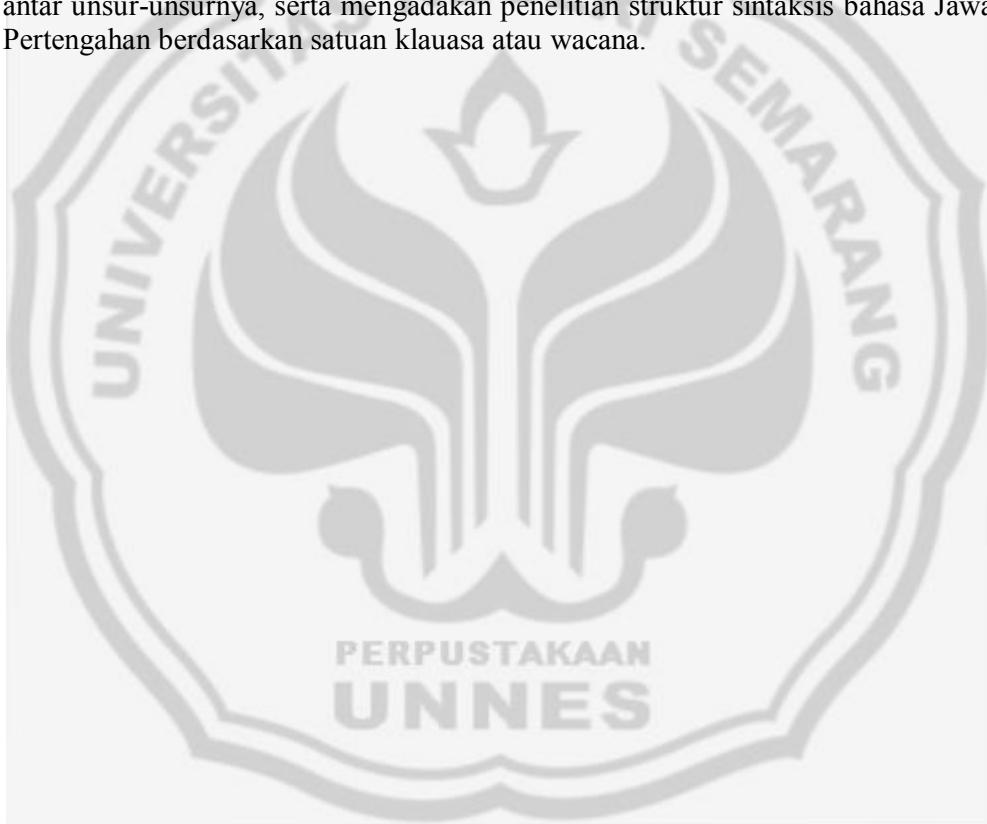 antar unsur-unsurnya, serta mengadakan penelitian struktur sintaksis bahasa Jawa
Pertengahan berdasarkan satuan klauasa atau wacana.
UNIVERSITAS
SEMARANG
PERPUSTAKAAN
UNNES